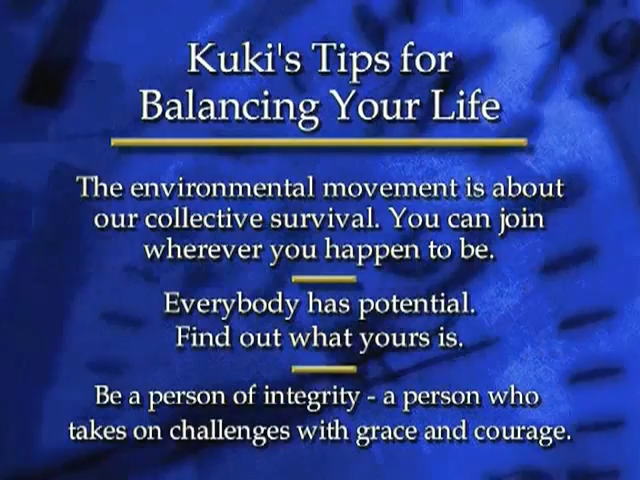 Kuki's Tips for
Balancing Your Life
The environmental movement is about
our collective survival. You can join
wherever you happen to be.
Everybody has potential.
Find out what yours is.
Be a person of integrity - a person who
takes on challenges with grace and courage.